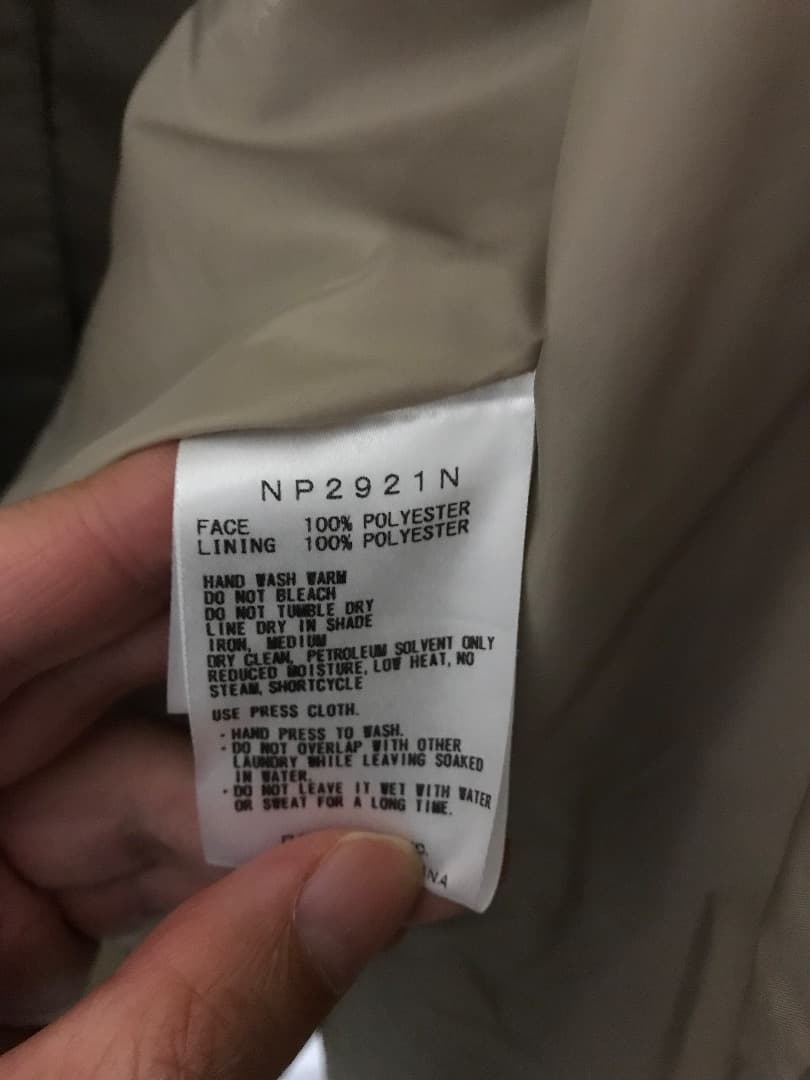 NP2921N
FACE 100% POLYESTER
LINING 100% POLYESTER
HAND WASH WARM
DO NOT BLEACH
DO NOT TUMBLE DRY
LINE DRY IN SHADE
IRON, MEDIUM
DRY CLEAN, PETROLEUM SOLVENT ONLY
REDUCED MOISTURE, LOW HEAT, NO
STEAM, SHORTCYCLE
USE PRESS CLOTH.
· HAND PRESS TO WASH.
· DO NOT OVERLAP WITH OTHER
LAUNDRY WHILE LEAVING SOAKED
IN WATER.
· DO NOT LEAVE IT WET WITH WATER
OR SWEAT FOR A LONG TIME.